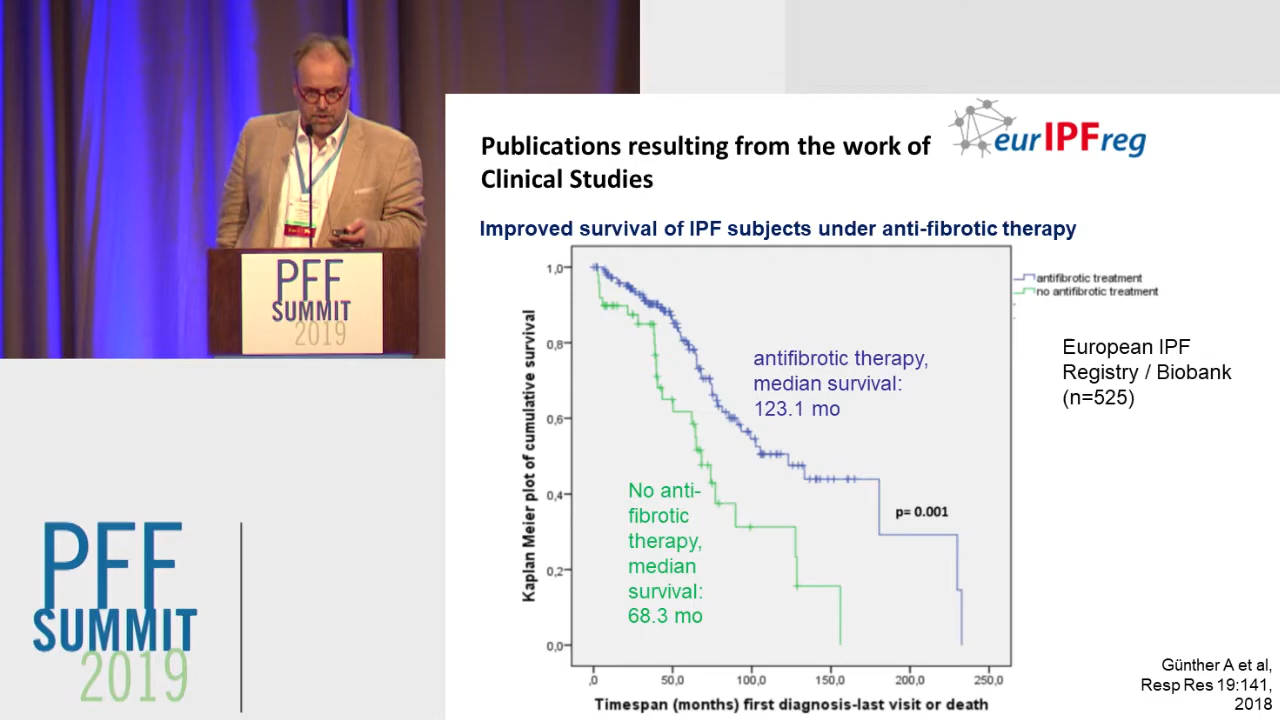 PFF
SUMMIT
2019
Publications resulting from the work of
Clinical Studies
eurIPFreg
Improved survival of IPF subjects under anti-fibrotic therapy
Kaplan Meier plot of cumulative survival
1,0
0,8
0,6
0,4
0,2
0,0
,0
50,0
100,0
150,0
200,0
250,0
Timespan (months) first diagnosis-last visit or death
antifibrotic therapy,
median survival:
123.1 mo
No anti-
fibrotic
therapy,
median
survival:
68.3 mo
p= 0.001
antifibrotic treatment
no antifibrotic treatment
European IPF
Registry / Biobank
(n=525)
Günther A et al,
Resp Res 19:141,
2018
PFF
SUMMIT
2019